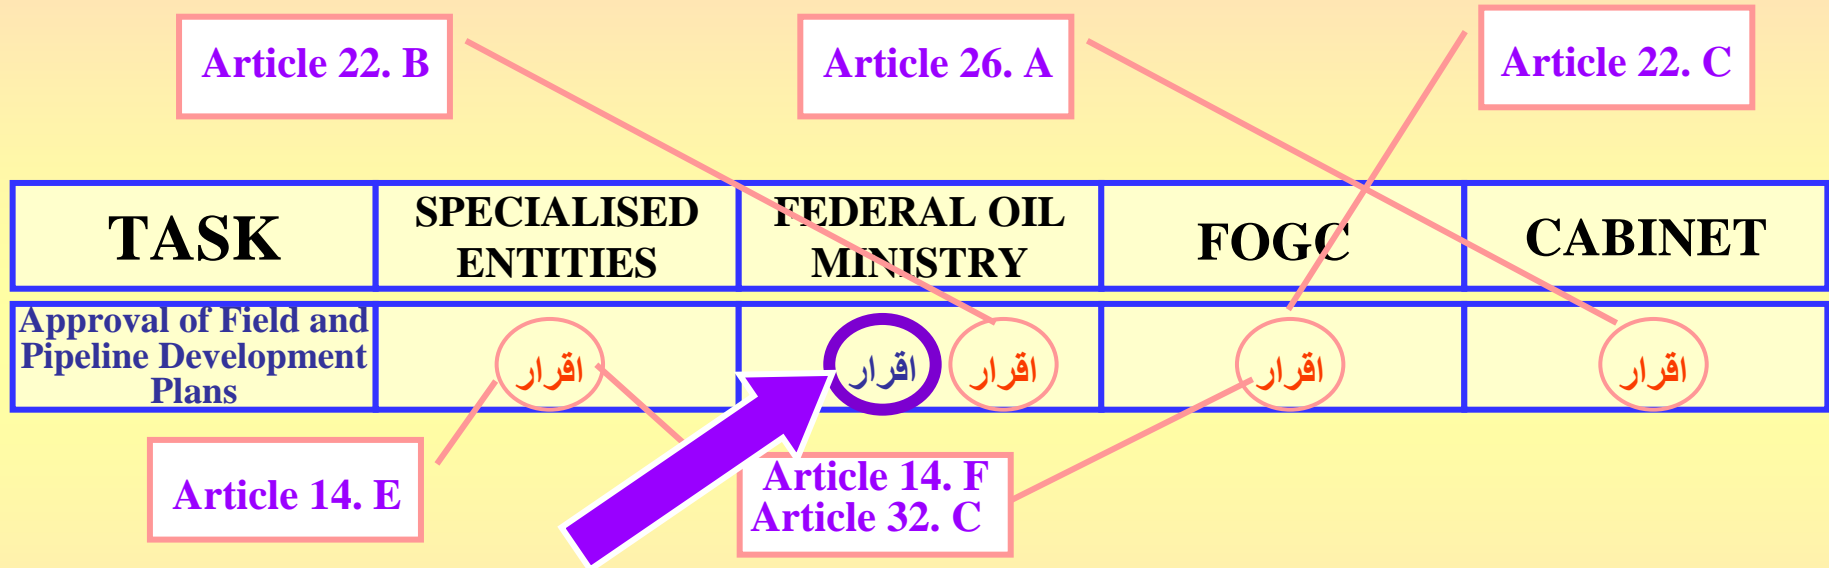 Article 22. B
Article 26. A
Article 22. C
TASK
SPECIALISED
ENTITIES
FEDERAL OIL
MINISTRY
FOGC
CABINET
Approval of Field and
Pipeline Development
Plans
اقرار
اقرار
اقرار
اقرار
اقرار
Article 14. E
Article 14. F
Article 32. C